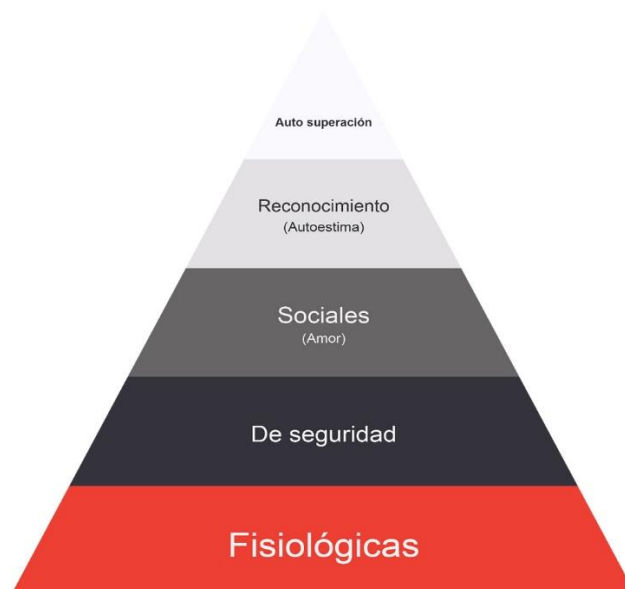 Auto superación
Reconocimiento
(Autoestima)
Sociales
(Amor)
De seguridad
Fisiológicas